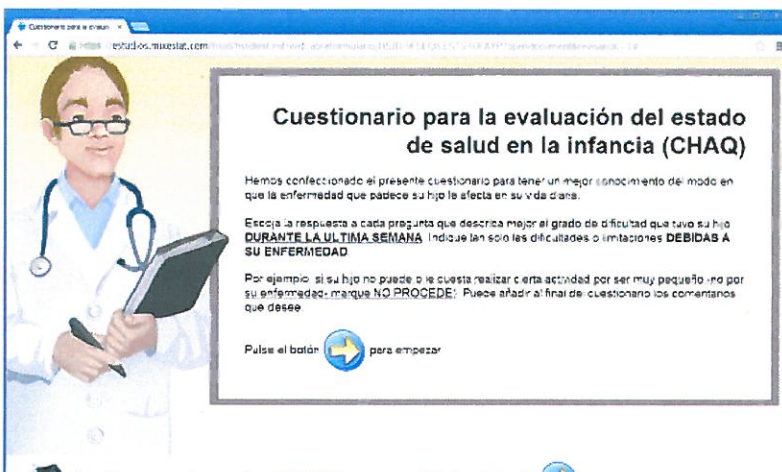 Cuestionario para la evaluación del estado
de salud en la infancia (CHAQ)
Hemos confeccionado el presente cuestionario para tener un mejor conocimiento del modo en
que la enfermedad que padece su hijo le afecta en su vida diaria.
Escoja la respuesta a cada pregunta que describa mejor el grado de dificultad que tuvo su hijo
DURANTE LA ULTIMA SEMANA. Indique tan solo las dificultades o limitaciones DEBIDAS A
SU ENFERMEDAD
Por ejemplo, si su hijo no puede o le cuesta realizar cierta actividad por ser muy pequeño -no por
su enfermedad- marque NO PROCEDE). Puede añadir al final del cuestionario los comentarios
que desee
Pulse el botón para empezar